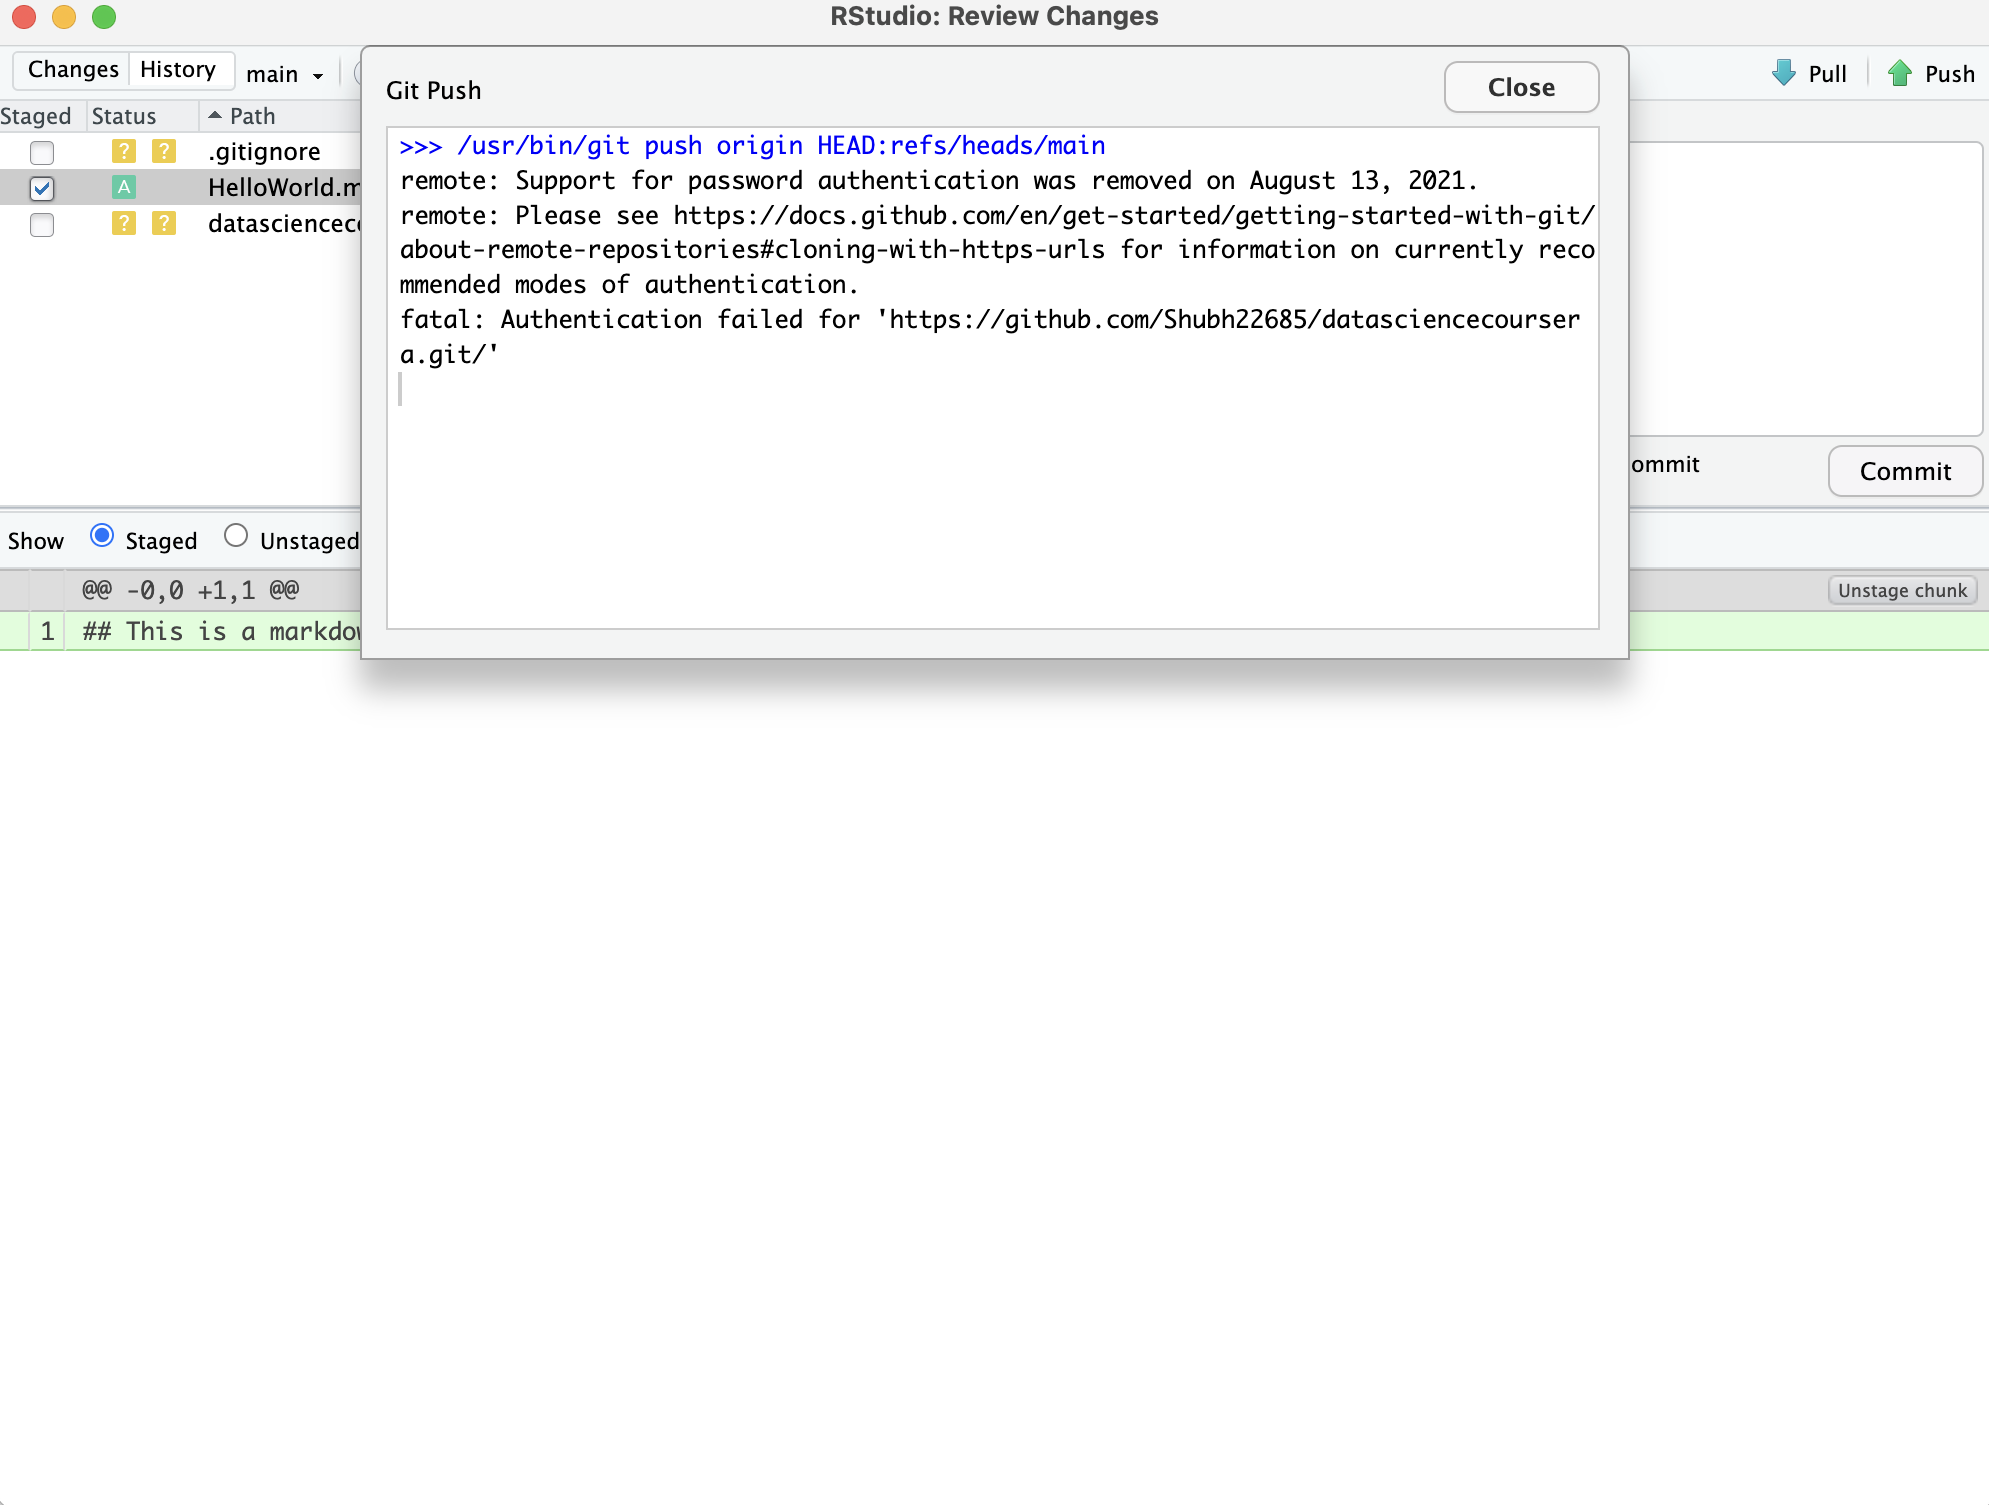 RStudio: Review Changes
Changes History main
Pull Push
Git Push
Close
Staged Status Path
.gitignore
HelloWorld.m
>>> /usr/bin/git push origin HEAD:refs/heads/main
remote: Support for password authentication was removed on August 13, 2021.
remote: Please see https://docs.github.com/en/get-started/getting-started-with-git/
about-remote-repositories#cloning-with-https-urls for information on currently reco
mmended modes of authentication.
fatal: Authentication failed for 'https://github.com/Shubh22685/datasciencecourser
a.git/'
? ?
A
? ? datasciencec
ommit
Commit
Show Staged Unstaged
@@ -0,0 +1,1 @@
Unstage chunk
1 ## This is a markdow